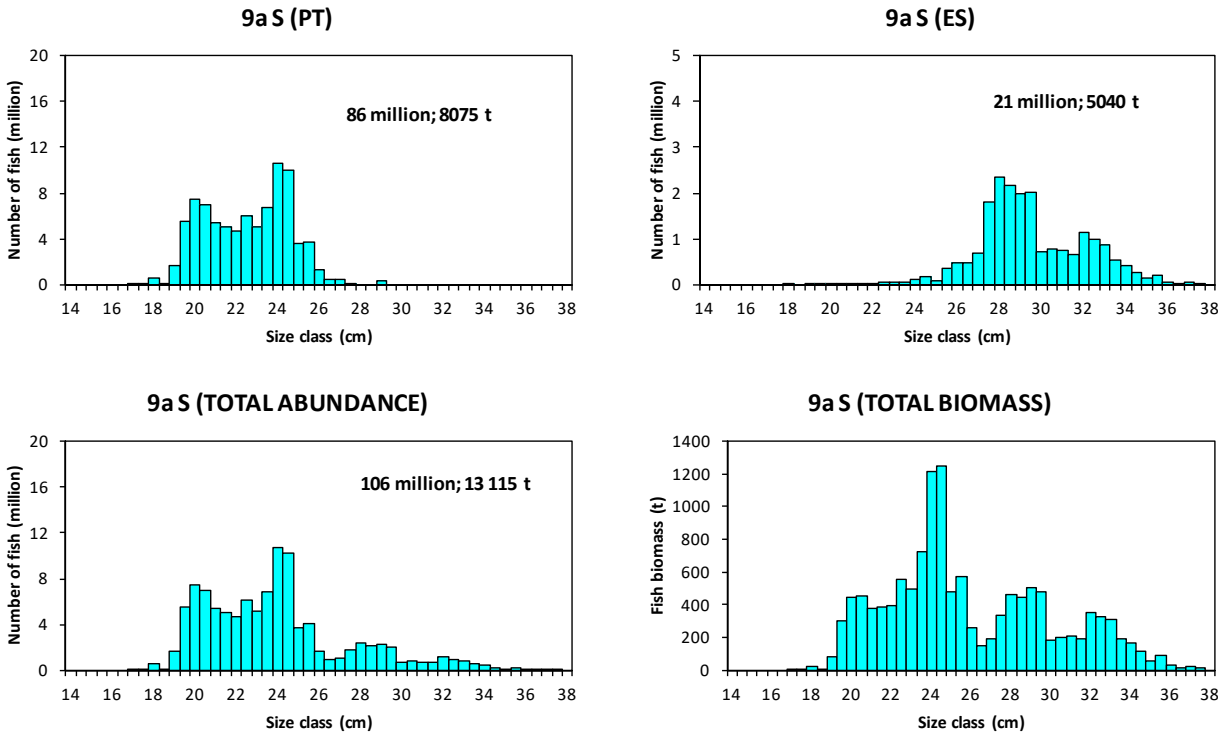 9a S (PT)
20
16
12
8
4
0
Number of fish (million)
86 million; 8075 t
14 16 18 20 22 24 26 28 30 32 34 36 38
Size class (cm)
9a S (ES)
5
4
3
2
1
0
Number of fish (million)
21 million; 5040 t
14 16 18 20 22 24 26 28 30 32 34 36 38
Size class (cm)
9a S (TOTAL ABUNDANCE)
20
16
12
8
4
0
Number of fish (million)
106 million; 13 115 t
14 16 18 20 22 24 26 28 30 32 34 36 38
Size class (cm)
9a S (TOTAL BIOMASS)
1400
1200
1000
800
600
400
200
0
Fish biomass (t)
14 16 18 20 22 24 26 28 30 32 34 36 38
Size class (cm)